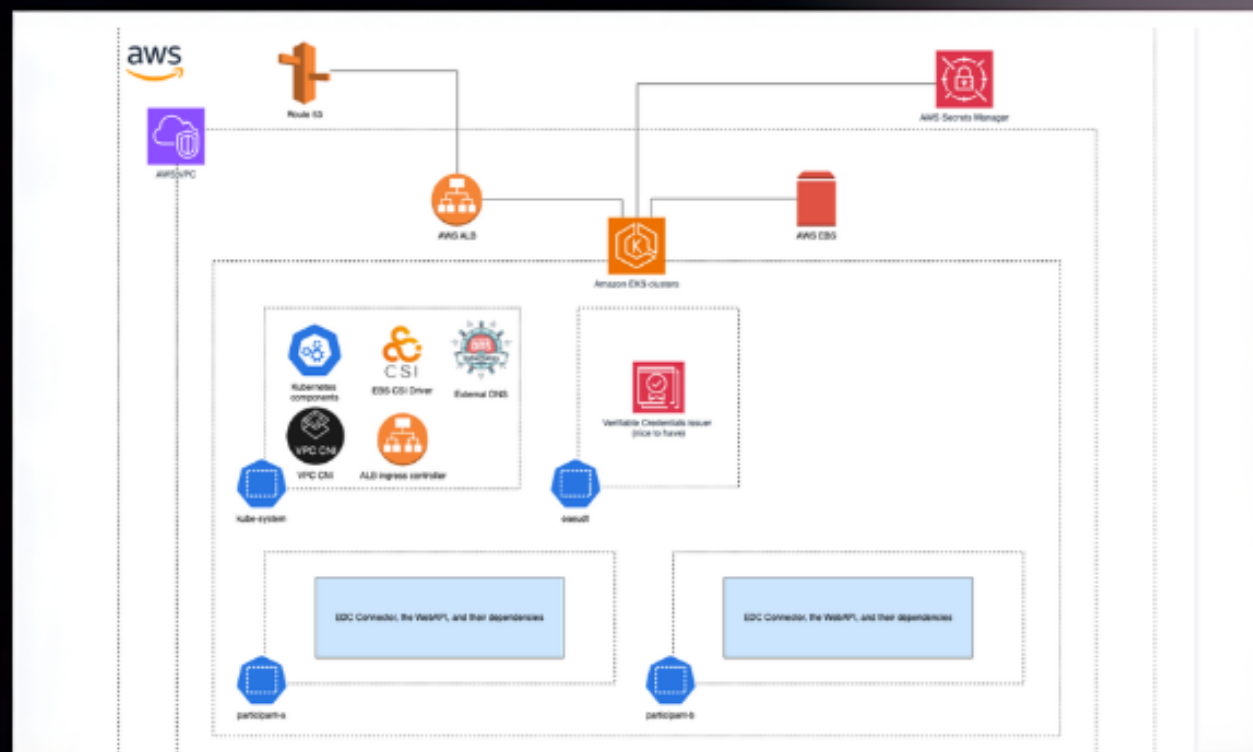 aws
Route 53
AWS Secrets Manager
AWS VPC
AWS ALB
AWS EBS
Amazon EKS clusters
Kubernetes
components
CSI
EBS CSI Driver
DNS
External DNS
VPC CNI
VPC CNI
ALB ingress controller
kube-system
Verifiable Credentials issuer
(nice to have)
EDC Connector, the WebAPI, and their dependencies
participant-a
EDC Connector, the WebAPI, and their dependencies
participant-b